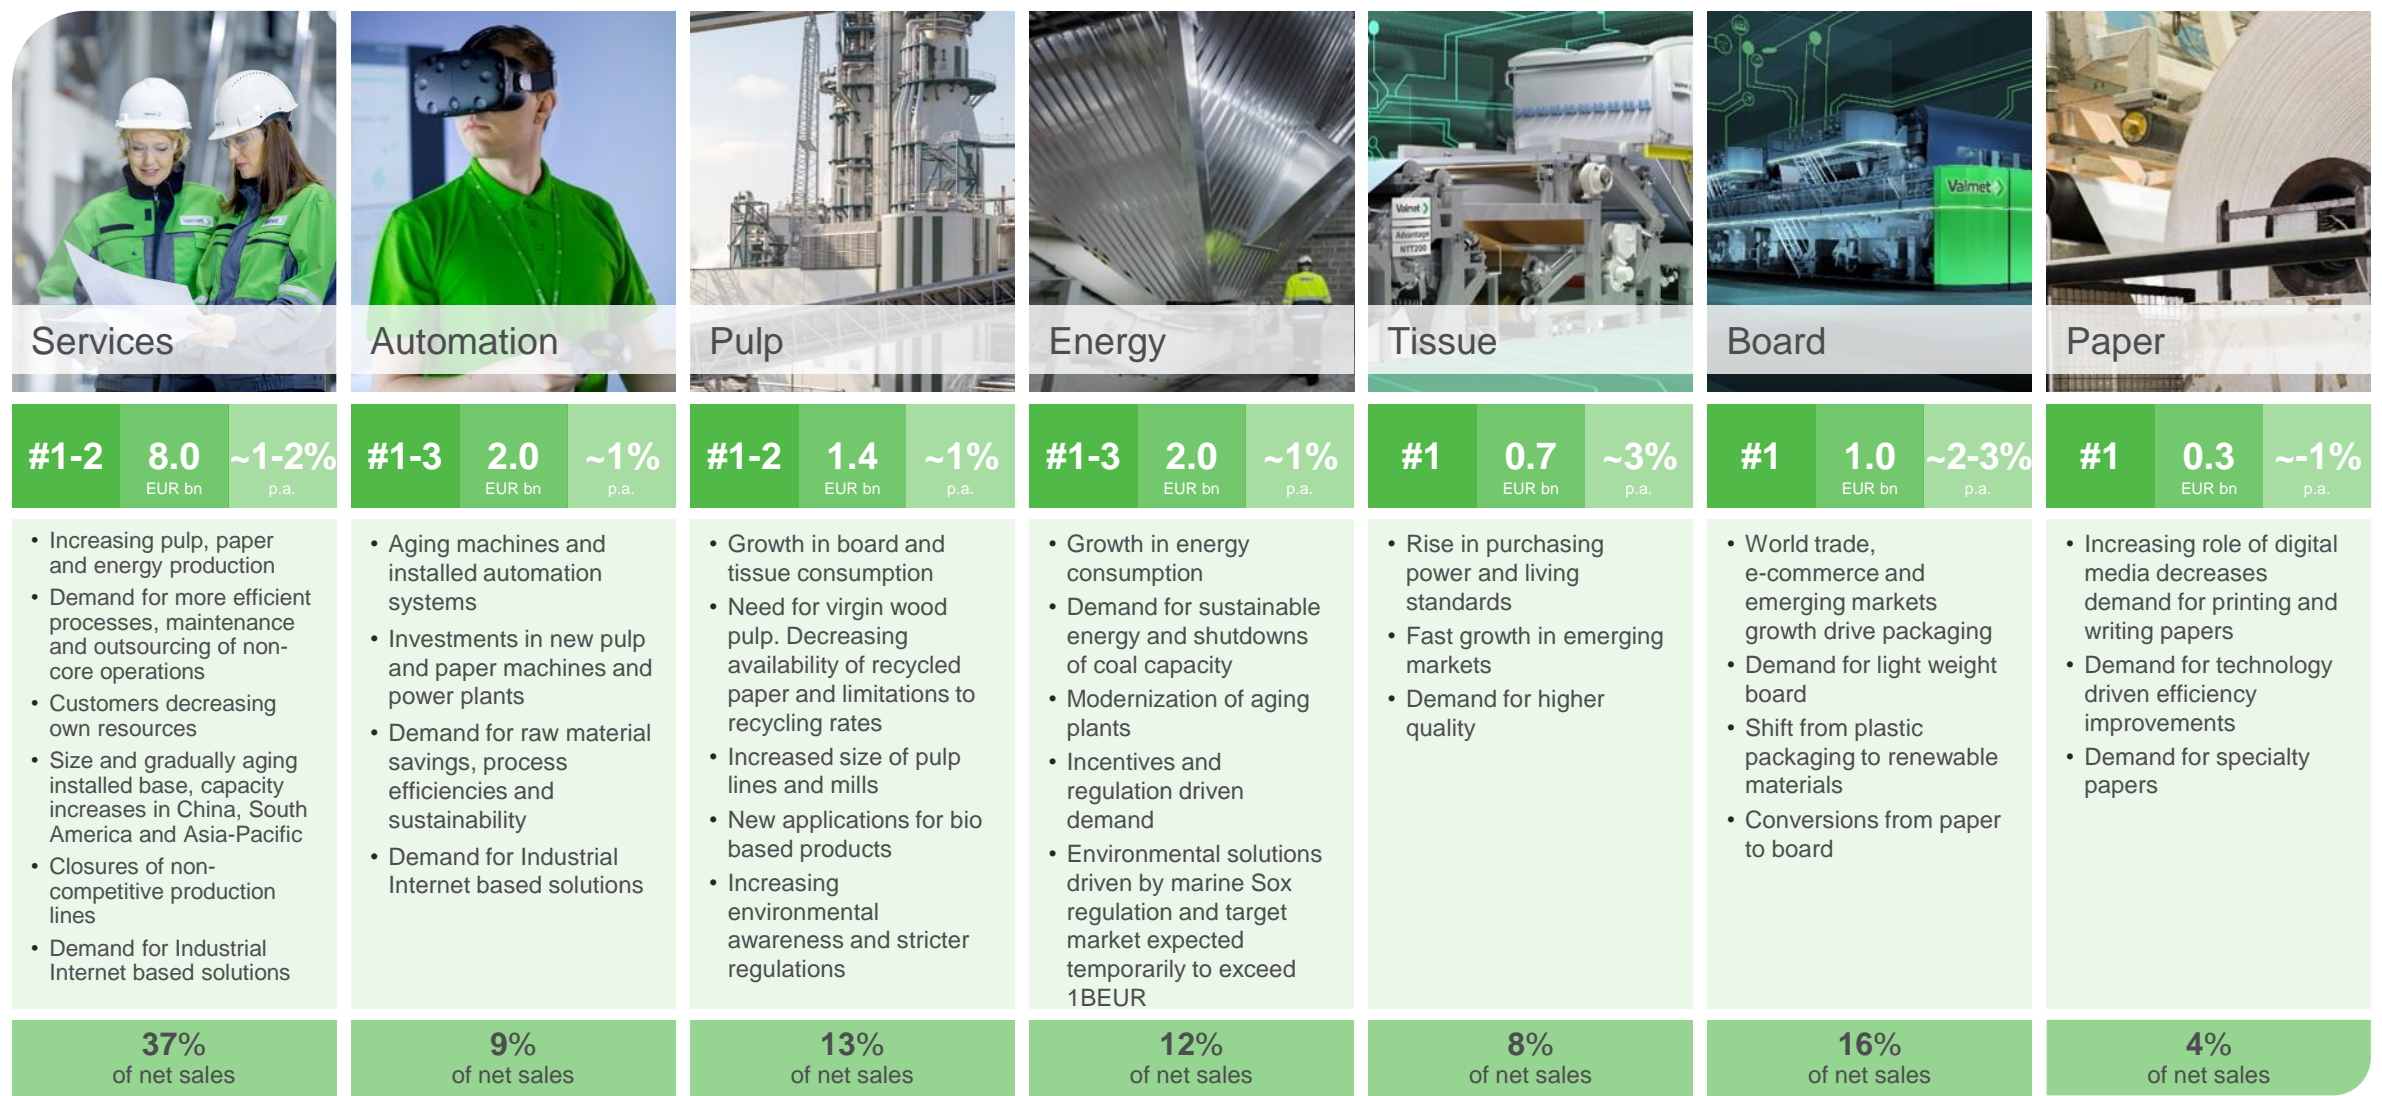 Valmet
Valmet
Valmet
Valmet
Advantage
NTT200
Valmet
Services
Automation
Pulp
Energy
Tissue
Board
Paper
#1-2
8.0
EUR bn
~1-2%
p.a.
#1-3
2.0
EUR bn
~1%
p.a.
#1-2
1.4
EUR bn
~1%
p.a.
#1-3
2.0
EUR bn
~1%
p.a.
#1
0.7
EUR bn
~3%
p.a.
#1
1.0
EUR bn
~2-3%
p.a.
#1
0.3
EUR bn
~-1%
p.a.
• Increasing pulp, paper
and energy production
• Demand for more efficient
processes, maintenance
and outsourcing of non-
core operations
• Customers decreasing
own resources
• Size and gradually aging
installed base, capacity
increases in China, South
America and Asia-Pacific
• Closures of non-
competitive production
lines
• Demand for Industrial
Internet based solutions
• Aging machines and
installed automation
systems
• Investments in new pulp
and paper machines and
power plants
• Demand for raw material
savings, process
efficiencies and
sustainability
• Demand for Industrial
Internet based solutions
• Growth in board and
tissue consumption
• Need for virgin wood
pulp. Decreasing
availability of recycled
paper and limitations to
recycling rates
• Increased size of pulp
lines and mills
• New applications for bio
based products
• Increasing
environmental
awareness and stricter
regulations
• Growth in energy
consumption
• Demand for sustainable
energy and shutdowns
of coal capacity
• Modernization of aging
plants
• Incentives and
regulation driven
demand
• Environmental solutions
driven by marine Sox
regulation and target
market expected
temporarily to exceed
1BEUR
• Rise in purchasing
power and living
standards
• Fast growth in emerging
markets
• Demand for higher
quality
• World trade,
e-commerce and
emerging markets
growth drive packaging
• Demand for light weight
board
• Shift from plastic
packaging to renewable
materials
• Conversions from paper
to board
• Increasing role of digital
media decreases
demand for printing and
writing papers
• Demand for technology
driven efficiency
improvements
• Demand for specialty
papers
37%
of net sales
9%
of net sales
13%
of net sales
12%
of net sales
8%
of net sales
16%
of net sales
4%
of net sales